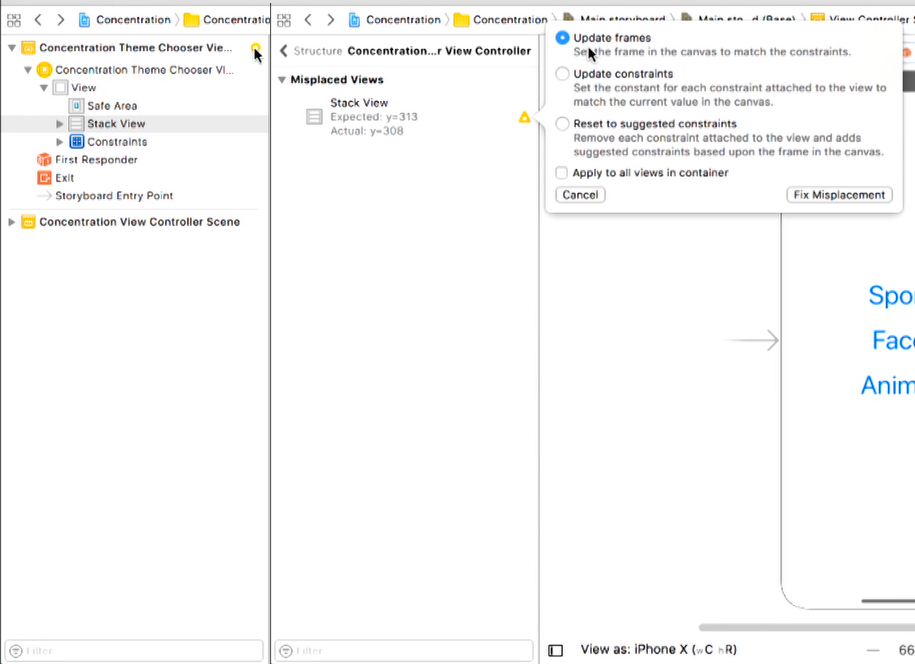 Concentration
Concentratio
Concentration
Concentration
Main.storyboard
Main.sto...d (Base)
View Controller S
Concentration Theme Chooser Vie...
Concentration Theme Chooser Vi...
View
Safe Area
Stack View
Constraints
First Responder
Exit
Storyboard Entry Point
Concentration View Controller Scene
Filter
Structure Concentration...r View Controller
Misplaced Views
Stack View
Expected: y=313
Actual: y=308
Filter
Update frames
Set the frame in the canvas to match the constraints.
Update constraints
Set the constant for each constraint attached to the view to
match the current value in the canvas.
Reset to suggested constraints
Remove each constraint attached to the view and adds
suggested constraints based upon the frame in the canvas.
Apply to all views in container
Cancel
Fix Misplacement
Spo
Fac
Anim
View as: iPhone X (wC hR)
— 66